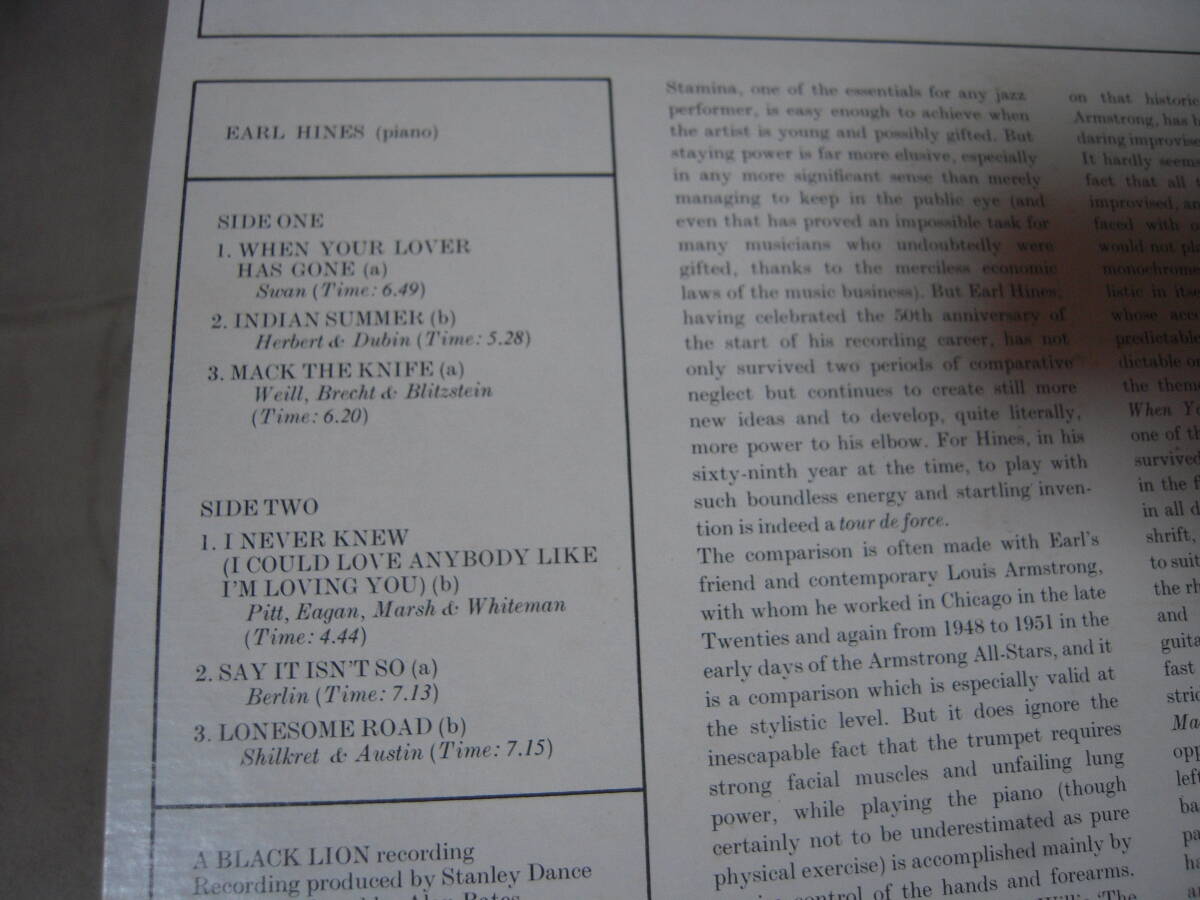 EARL HINES (piano)
SIDE ONE
1. WHEN YOUR LOVER
HAS GONE (a)
Swan (Time: 6.49)
2. INDIAN SUMMER (b)
Herbert & Dubin (Time: 5.28)
3. MACK THE KNIFE (a)
Weill, Brecht & Blitzstein
(Time: 6.20)
SIDE TWO
1. I NEVER KNEW
(I COULD LOVE ANYBODY LIKE
I'M LOVING YOU) (b)
Pitt, Eagan, Marsh & Whiteman
(Time: 4.44)
2. SAY IT ISN'T SO (a)
Berlin (Time: 7.13)
3. LONESOME ROAD (b)
Shilkret & Austin (Time: 7.15)
A BLACK LION recording
Recording produced by Stanley Dance
Stamina, one of the essentials for any jazz
performer, is easy enough to achieve when
the artist is young and possibly gifted. But
staying power is far more elusive, especially
in any more significant sense than merely
managing to keep in the public eye (and
even that has proved an impossible task for
many musicians who undoubtedly were
gifted, thanks to the merciless economic
laws of the music business). But Earl Hines,
having celebrated the 50th anniversary of
the start of his recording career, has not
only survived two periods of comparative
neglect but continues to create still more
new ideas and to develop, quite literally,
more power to his elbow. For Hines, in his
sixty-ninth year at the time, to play with
such boundless energy and startling inven-
tion is indeed a tour de force.
The comparison is often made with Earl's
friend and contemporary Louis Armstrong,
with whom he worked in Chicago in the late
Twenties and again from 1948 to 1951 in the
early days of the Armstrong All-Stars, and it
is a comparison which is especially valid at
the stylistic level. But it does ignore the
inescapable fact that the trumpet requires
strong facial muscles and unfailing lung
power, while playing the piano (though
certainly not to be underestimated as pure
physical exercise) is accomplished mainly by
control of the hands and forearms.
'The
on that historic
Armstrong, has h
daring improvise
It hardly seems
fact that all t
improvised, an
faced with
would not pla
monochrome
listic in itse
whose acco
predictable
dictable o
the theme
When Yo
one of th
survived
in the f
in all d
shrift,
to suit
the rh
and
guita
fast
stric
Ma
opp
left
ba
pa
h